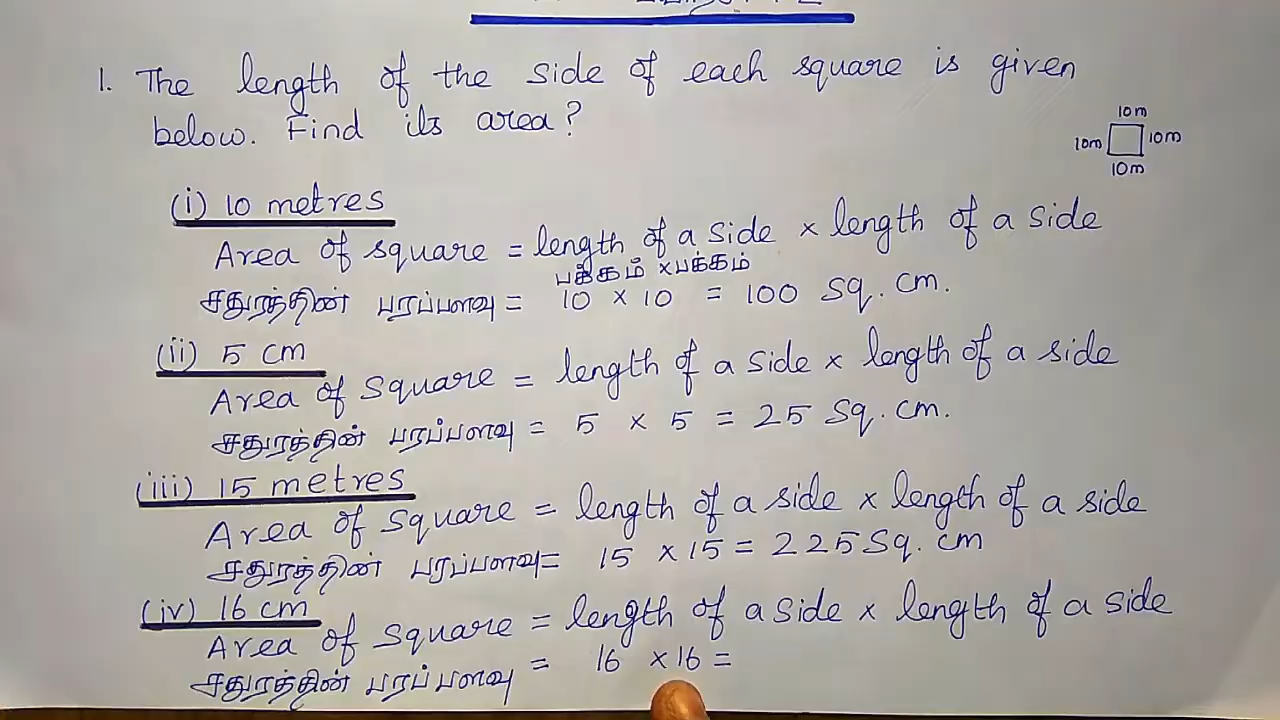 1. The length of the side of each square is given
below. Find its area?
10m
10m 10m
10m
(i) 10 metres
Area of square = length of a side × length of a side
பக்கம் × பக்கம்
சதுரத்தின் பரப்பளவு = 10 × 10 = 100 sq. cm.
(ii) 5 cm
Area of square = length of a side × length of a side
சதுரத்தின் பரப்பளவு = 5 × 5 = 25 sq. cm.
(iii) 15 metres
Area of square = length of a side × length of a side
சதுரத்தின் பரப்பளவு = 15 × 15 = 225 Sq. cm
(iv) 16 cm
Area of square = length of a side × length of a side
சதுரத்தின் பரப்பளவு = 16 × 16 =